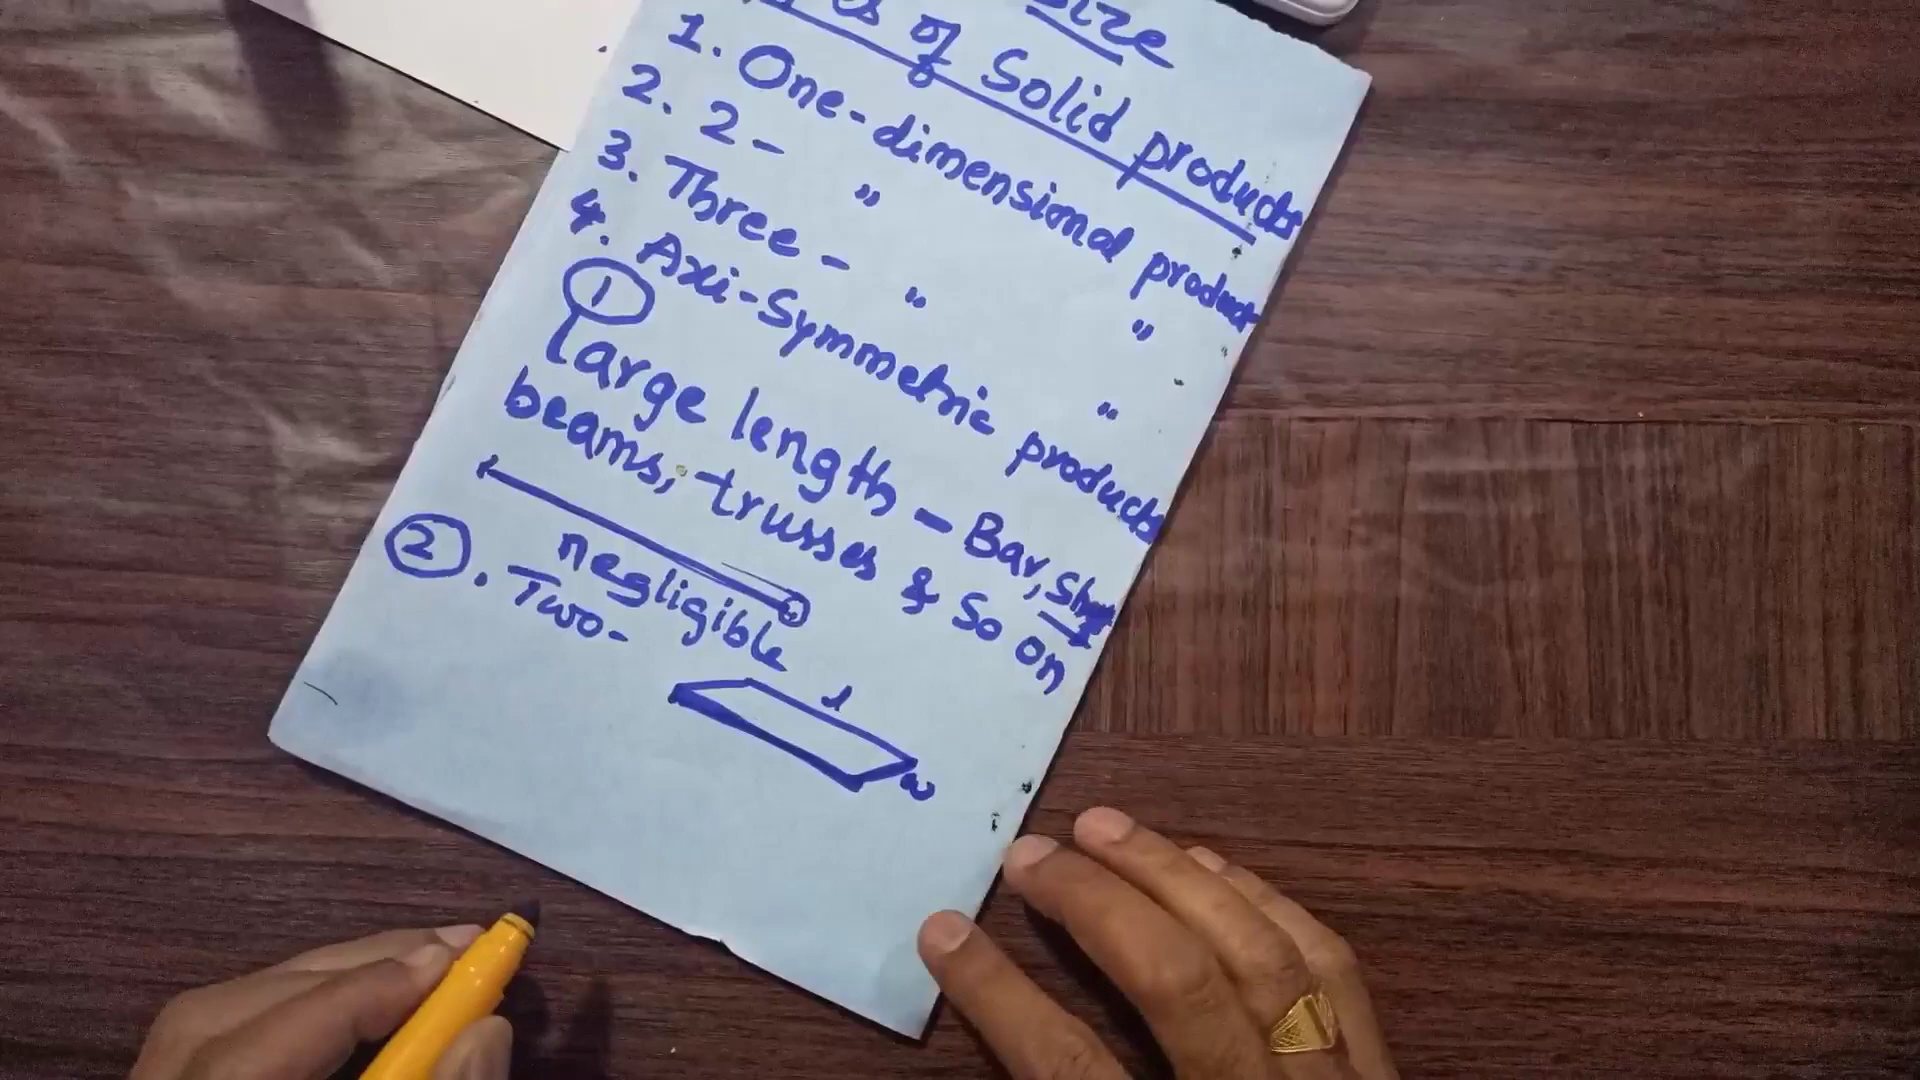 Size
of Solid products
1. One-dimensional product
2. 2- " "
3. Three - " "
4. Axi-Symmetric products
1
large length - Bar,
beams, trusses & so on
negligible
2. Two-
l
w